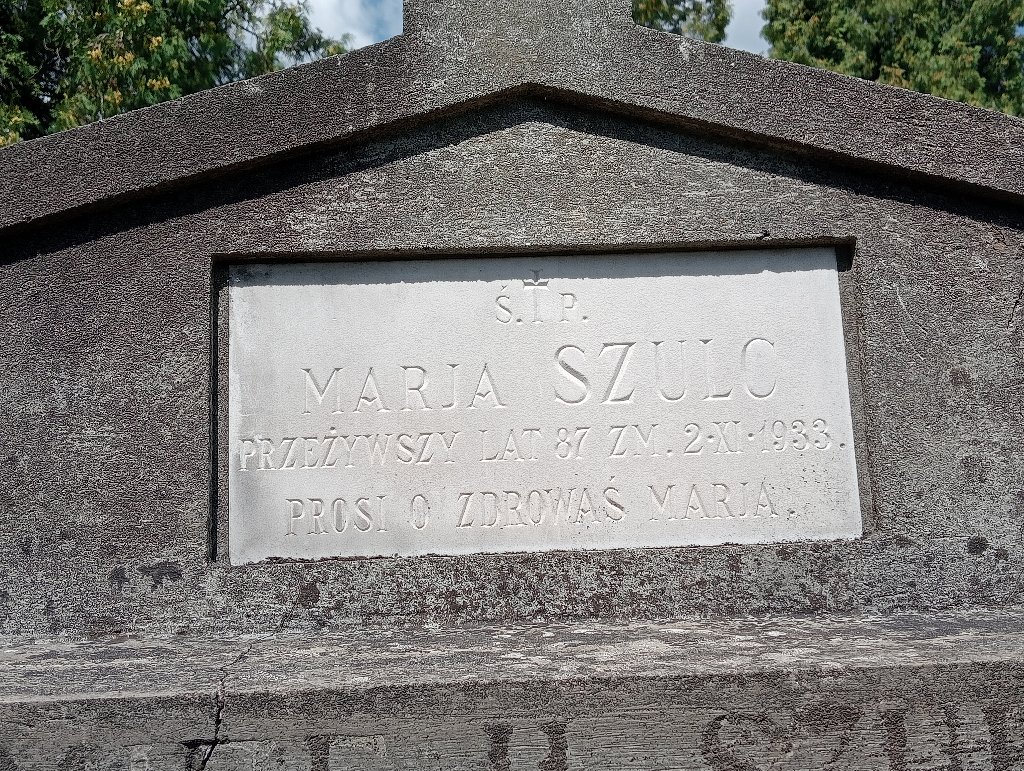 Ś. † P.
MARJA SZULC
PRZEŻYWSZY LAT 87 ZM. 2·XI·1933.
PROSI O ZDROWAŚ MARJA.